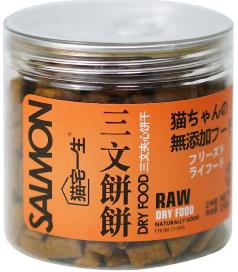 SALMON
猫宅一生
三文餅餅
DRY FOOD
三文夹心饼干
猫ちゃんの
無添加フー
フリーズド
ライフード
RAW
DRY FOOD
NATURALLY GOOD
FROM CHINA